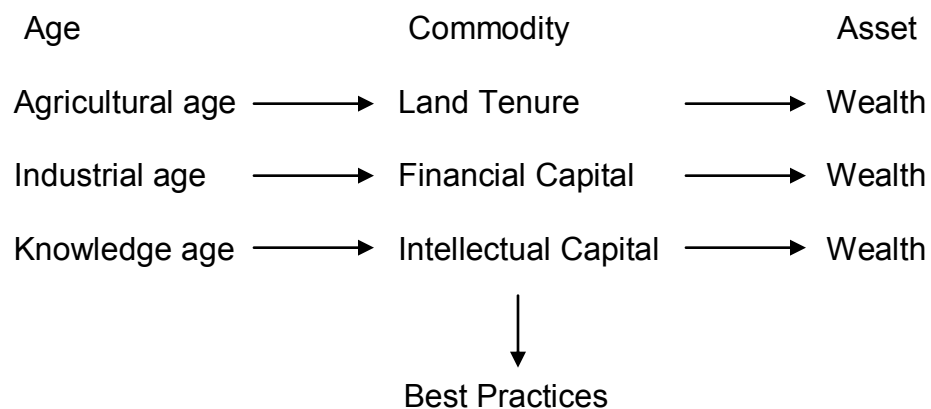 Age Commodity Asset
Agricultural age Land Tenure Wealth
Industrial age Financial Capital Wealth
Knowledge age Intellectual Capital Wealth
Best Practices